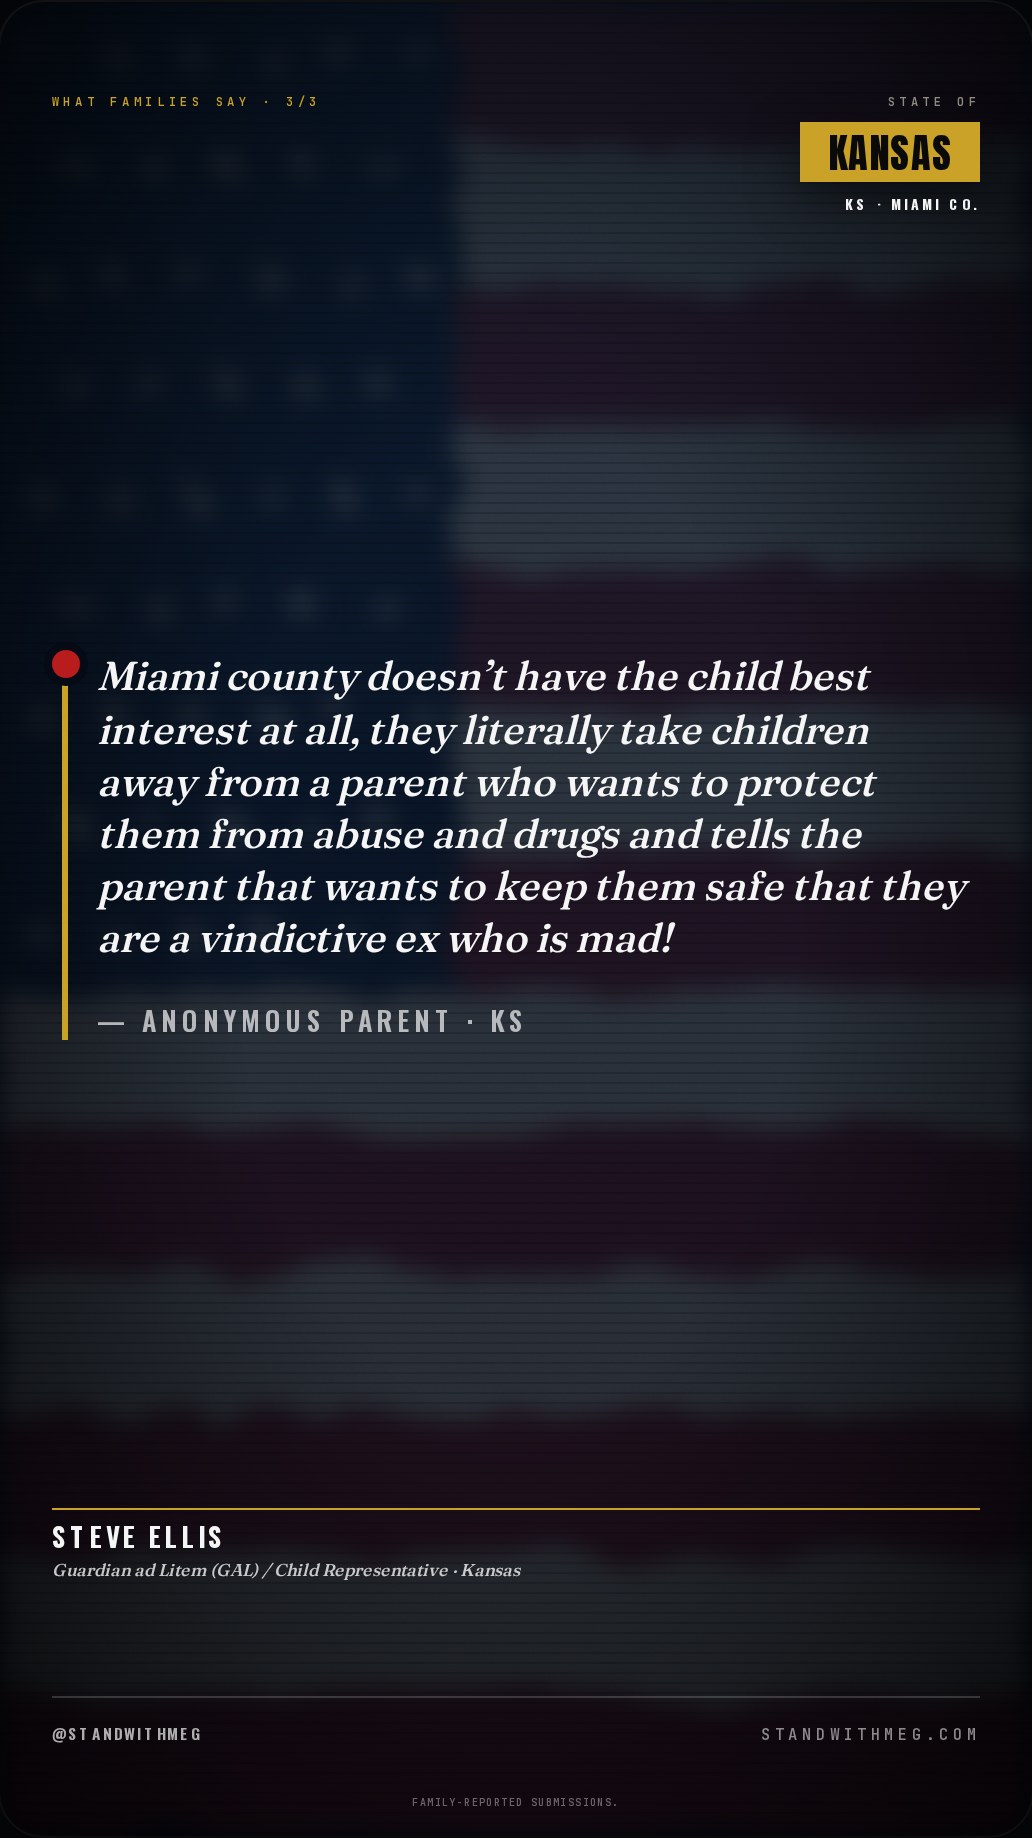 WHAT FAMILIES SAY · 3/3
STATE OF
KANSAS
KS · MIAMI CO.
Miami county doesn’t have the child best
interest at all, they literally take children
away from a parent who wants to protect
them from abuse and drugs and tells the
parent that wants to keep them safe that they
are a vindictive ex who is mad!
— ANONYMOUS PARENT · KS
STEVE ELLIS
Guardian ad Litem (GAL) / Child Representative · Kansas
@STANDWITHMEG
STANDWITHMEG.COM
FAMILY-REPORTED SUBMISSIONS.